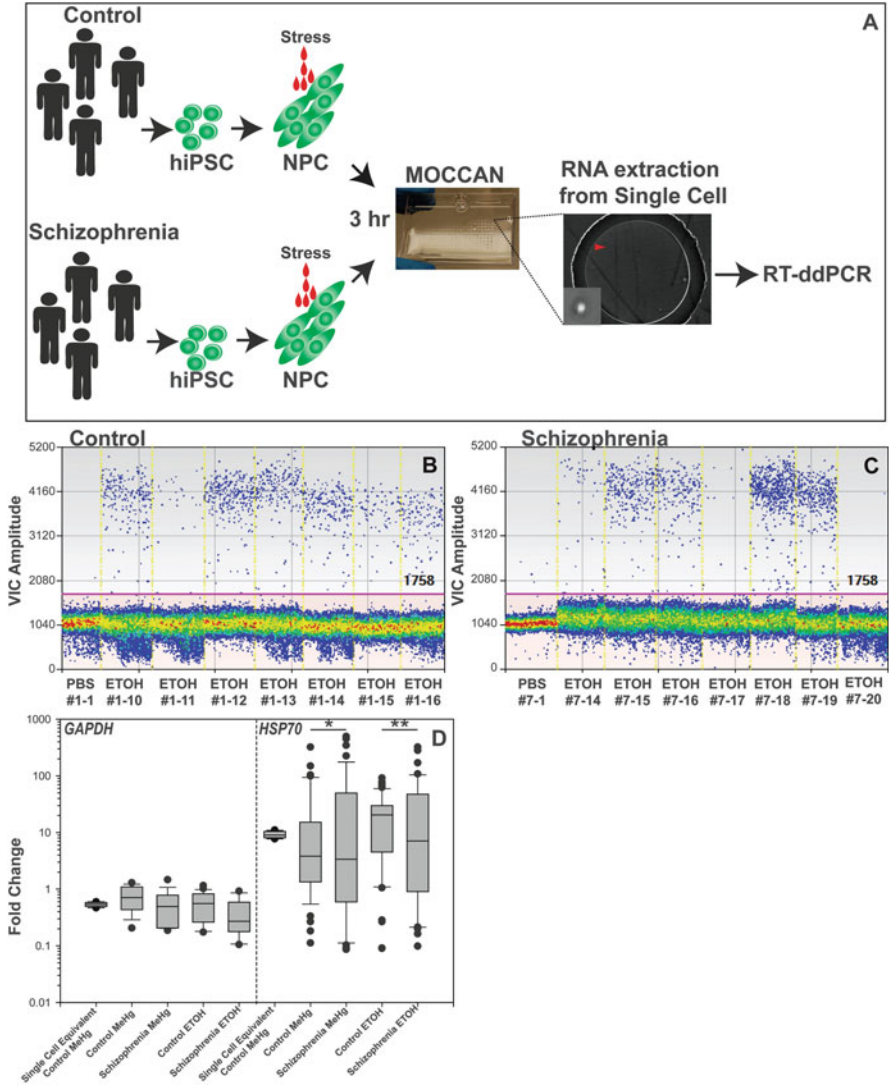 Control
A
Stress
hiPSC
NPC
MOCCAN
3 hr
RNA extraction
from Single Cell
RT-ddPCR
Schizophrenia
Stress
hiPSC
NPC
Control
B
VIC Amplitude
5200
4160
3120
2080
1040
0
1758
PBS ETOH ETOH ETOH ETOH ETOH ETOH ETOH
#1-1 #1-10 #1-11 #1-12 #1-13 #1-14 #1-15 #1-16
Schizophrenia
C
VIC Amplitude
5200
4160
3120
2080
1040
0
1758
PBS ETOH ETOH ETOH ETOH ETOH ETOH ETOH
#7-1 #7-14 #7-15 #7-16 #7-17 #7-18 #7-19 #7-20
GAPDH
HSP70
* **
D
Fold Change
1000
100
10
1
0.1
0.01
Single Cell Equivalent
Control MeHg
Control MeHg
Schizophrenia MeHg
Control ETOH
Schizophrenia ETOH
Single Cell Equivalent
Control MeHg
Control MeHg
Schizophrenia MeHg
Control ETOH
Schizophrenia ETOH